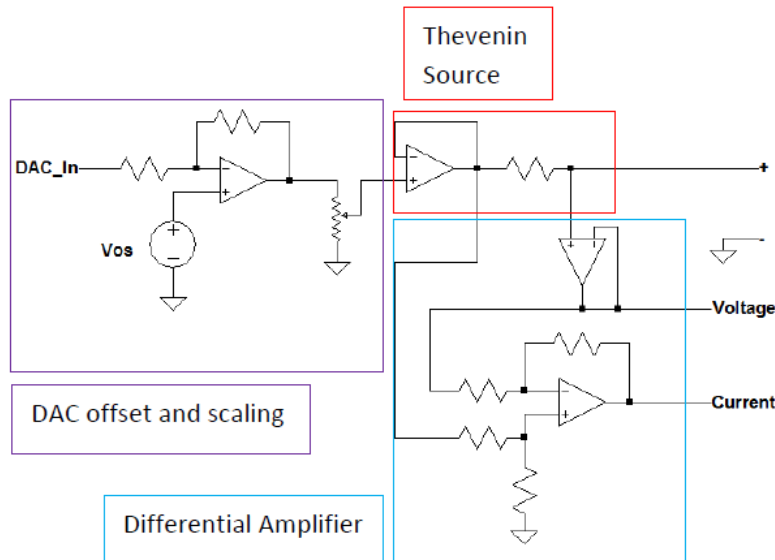 Thevenin
Source
DAC_In
Vos
+
-
Voltage
Current
DAC offset and scaling
Differential Amplifier